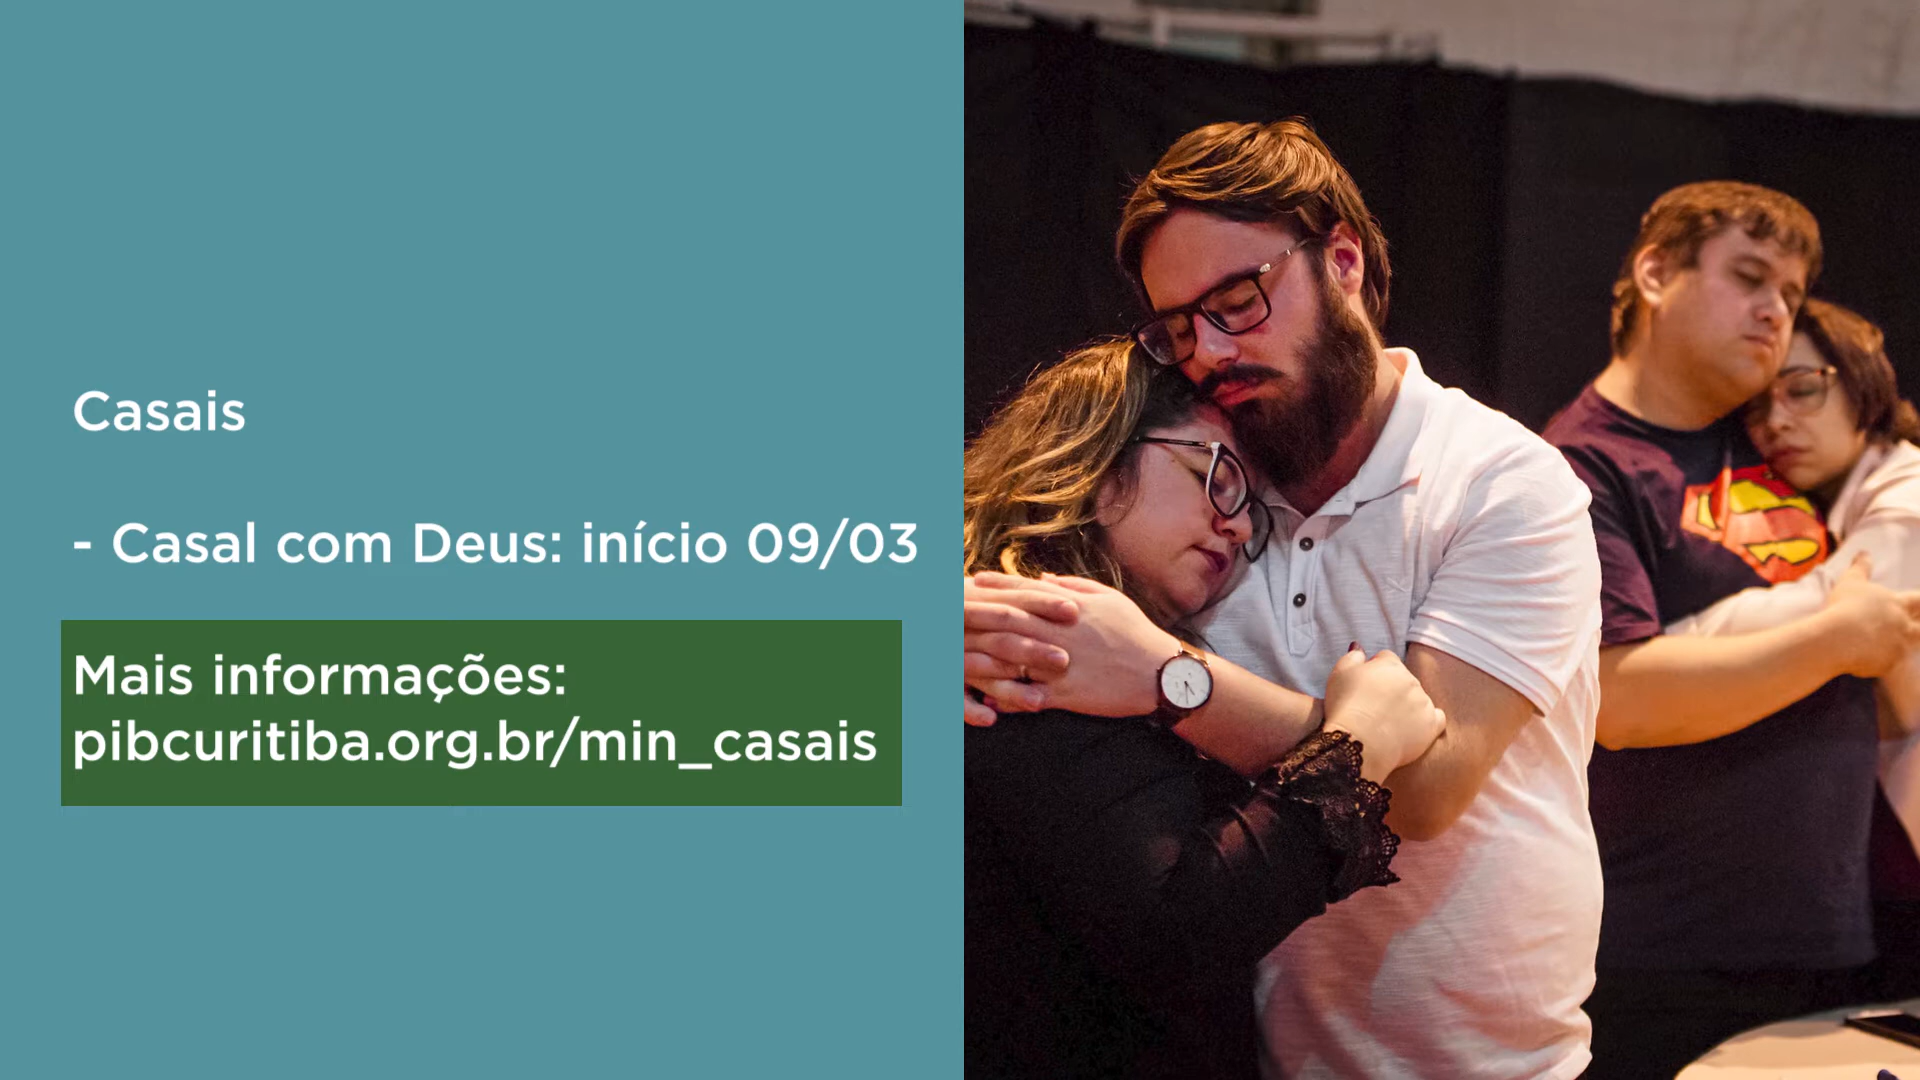 Casais
- Casal com Deus: início 09/03
Mais informações:
pibcuritiba.org.br/min_casais